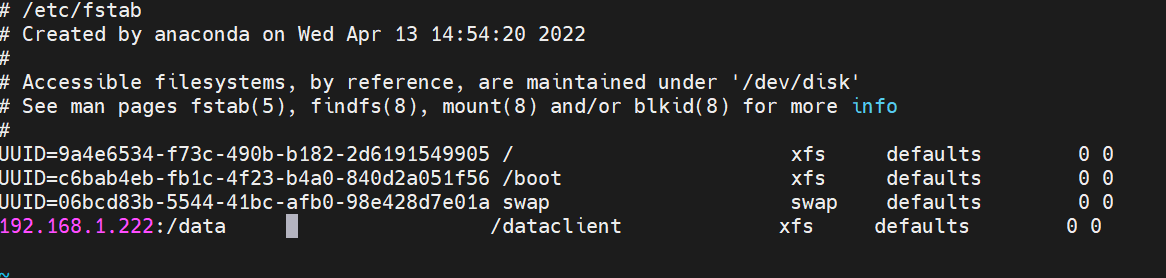 # /etc/fstab
# Created by anaconda on Wed Apr 13 14:54:20 2022
#
# Accessible filesystems, by reference, are maintained under '/dev/disk'
# See man pages fstab(5), findfs(8), mount(8) and/or blkid(8) for more info
#
UUID=9a4e6534-f73c-490b-b182-2d6191549905 / xfs defaults 0 0
UUID=c6bab4eb-fb1c-4f23-b4a0-840d2a051f56 /boot xfs defaults 0 0
UUID=06bcd83b-5544-41bc-afb0-98e428d7e01a swap swap defaults 0 0
192.168.1.222:/data /dataclient xfs defaults 0 0
~